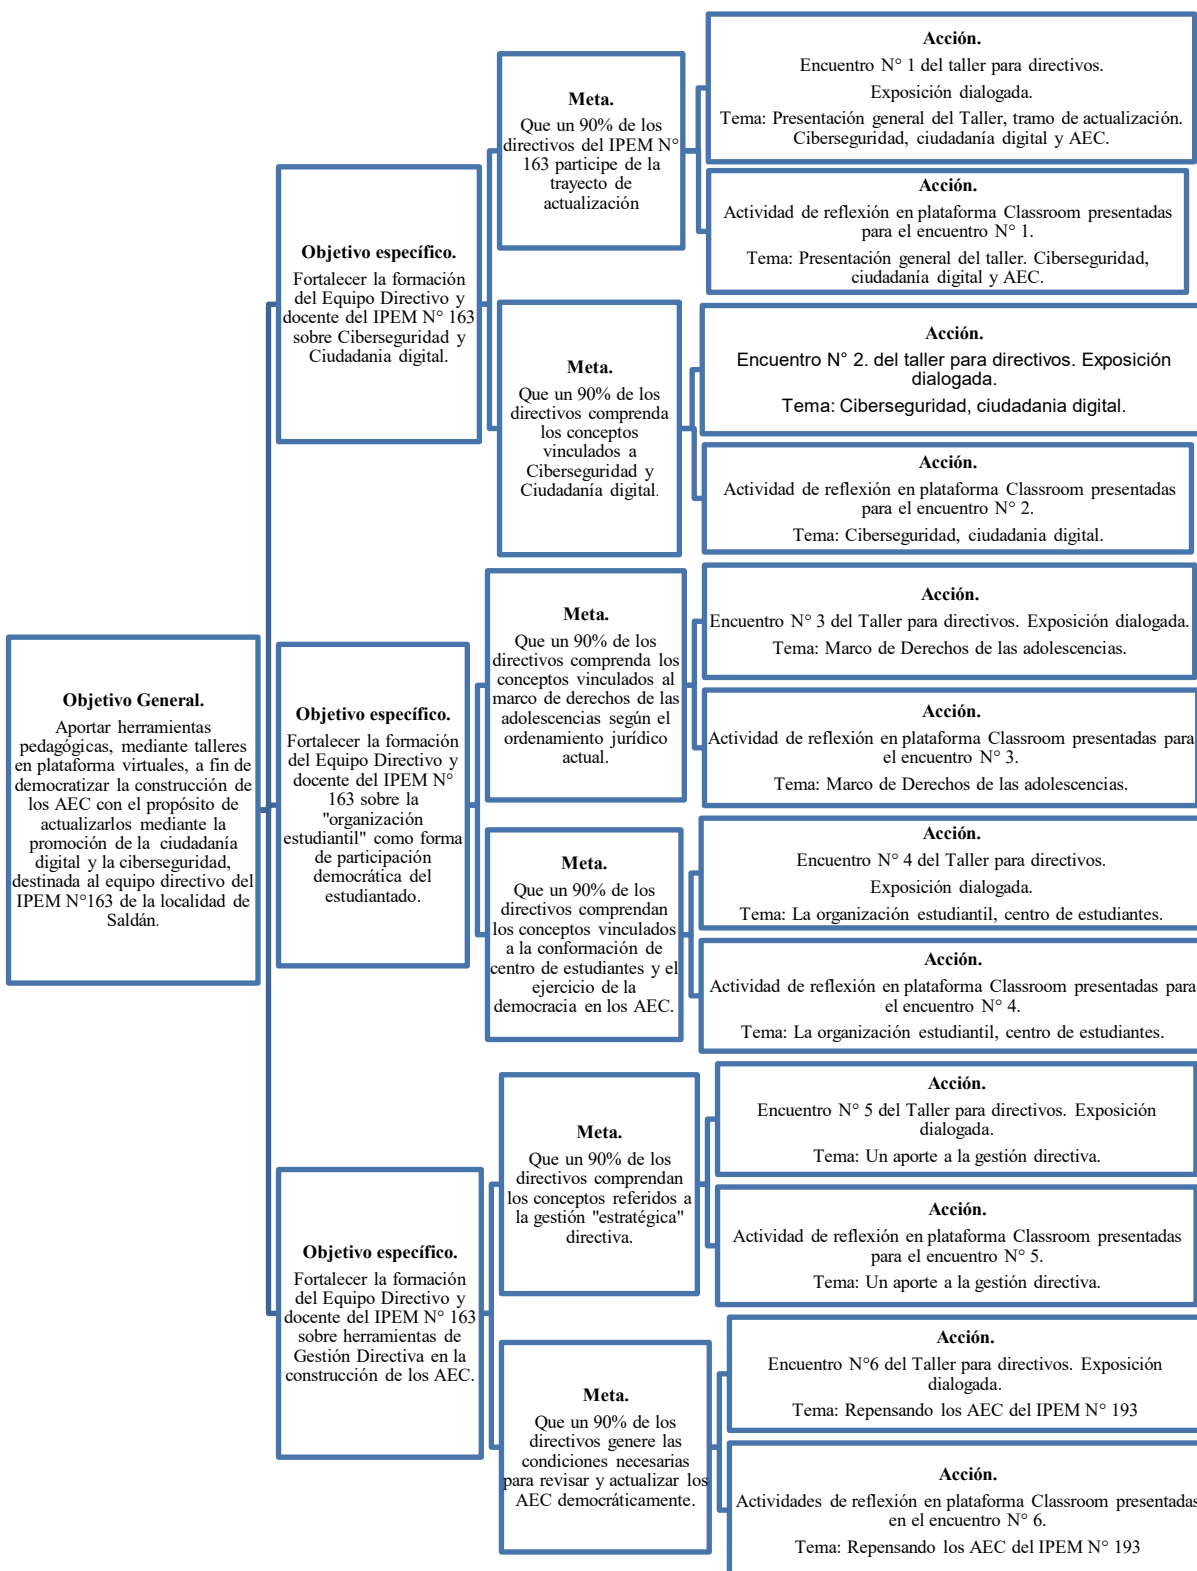 Objetivo General.
Aportar herramientas
pedagógicas, mediante talleres
en plataforma virtuales, a fin de
democratizar la construcción de
los AEC con el propósito de
actualizarlos mediante la
promoción de la ciudadanía
digital y la ciberseguridad,
destinada al equipo directivo del
IPEM N°163 de la localidad de
Saldán.
Objetivo específico.
Fortalecer la formación
del Equipo Directivo y
docente del IPEM N° 163
sobre Ciberseguridad y
Ciudadania digital.
Meta.
Que un 90% de los
directivos del IPEM N°
163 participe de la
trayecto de
actualización
Acción.
Encuentro N° 1 del taller para directivos.
Exposición dialogada.
Tema: Presentación general del Taller, tramo de actualización.
Ciberseguridad, ciudadanía digital y AEC.
Acción.
Actividad de reflexión en plataforma Classroom presentadas
para el encuentro N° 1.
Tema: Presentación general del taller. Ciberseguridad,
ciudadanía digital y AEC.
Meta.
Que un 90% de los
directivos comprenda
los conceptos
vinculados a
Ciberseguridad y
Ciudadanía digital.
Acción.
Encuentro N° 2. del taller para directivos. Exposición
dialogada.
Tema: Ciberseguridad, ciudadania digital.
Acción.
Actividad de reflexión en plataforma Classroom presentadas
para el encuentro N° 2.
Tema: Ciberseguridad, ciudadania digital.
Objetivo específico.
Fortalecer la formación
del Equipo Directivo y
docente del IPEM N°
163 sobre la
"organización
estudiantil" como forma
de participación
democrática del
estudiantado.
Meta.
Que un 90% de los
directivos comprenda los
conceptos vinculados al
marco de derechos de las
adolescencias según el
ordenamiento jurídico
actual.
Acción.
Encuentro N° 3 del Taller para directivos. Exposición dialogada.
Tema: Marco de Derechos de las adolescencias.
Acción.
Actividad de reflexión en plataforma Classroom presentadas para
el encuentro N° 3.
Tema: Marco de Derechos de las adolescencias.
Meta.
Que un 90% de los
directivos comprendan
los conceptos vinculados
a la conformación de
centro de estudiantes y el
ejercicio de la
democracia en los AEC.
Acción.
Encuentro N° 4 del Taller para directivos.
Exposición dialogada.
Tema: La organización estudiantil, centro de estudiantes.
Acción.
Actividad de reflexión en plataforma Classroom presentadas para
el encuentro N° 4.
Tema: La organización estudiantil, centro de estudiantes.
Objetivo específico.
Fortalecer la formación
del Equipo Directivo y
docente del IPEM N° 163
sobre herramientas de
Gestión Directiva en la
construcción de los AEC.
Meta.
Que un 90% de los
directivos comprendan
los conceptos referidos a
la gestión "estratégica"
directiva.
Acción.
Encuentro N° 5 del Taller para directivos. Exposición
dialogada.
Tema: Un aporte a la gestión directiva.
Acción.
Actividad de reflexión en plataforma Classroom presentadas
para el encuentro N° 5.
Tema: Un aporte a la gestión directiva.
Meta.
Que un 90% de los
directivos genere las
condiciones necesarias
para revisar y actualizar los
AEC democráticamente.
Acción.
Encuentro N°6 del Taller para directivos. Exposición
dialogada.
Tema: Repensando los AEC del IPEM N° 193
Acción.
Actividades de reflexión en plataforma Classroom presentadas
en el encuentro N° 6.
Tema: Repensando los AEC del IPEM N° 193